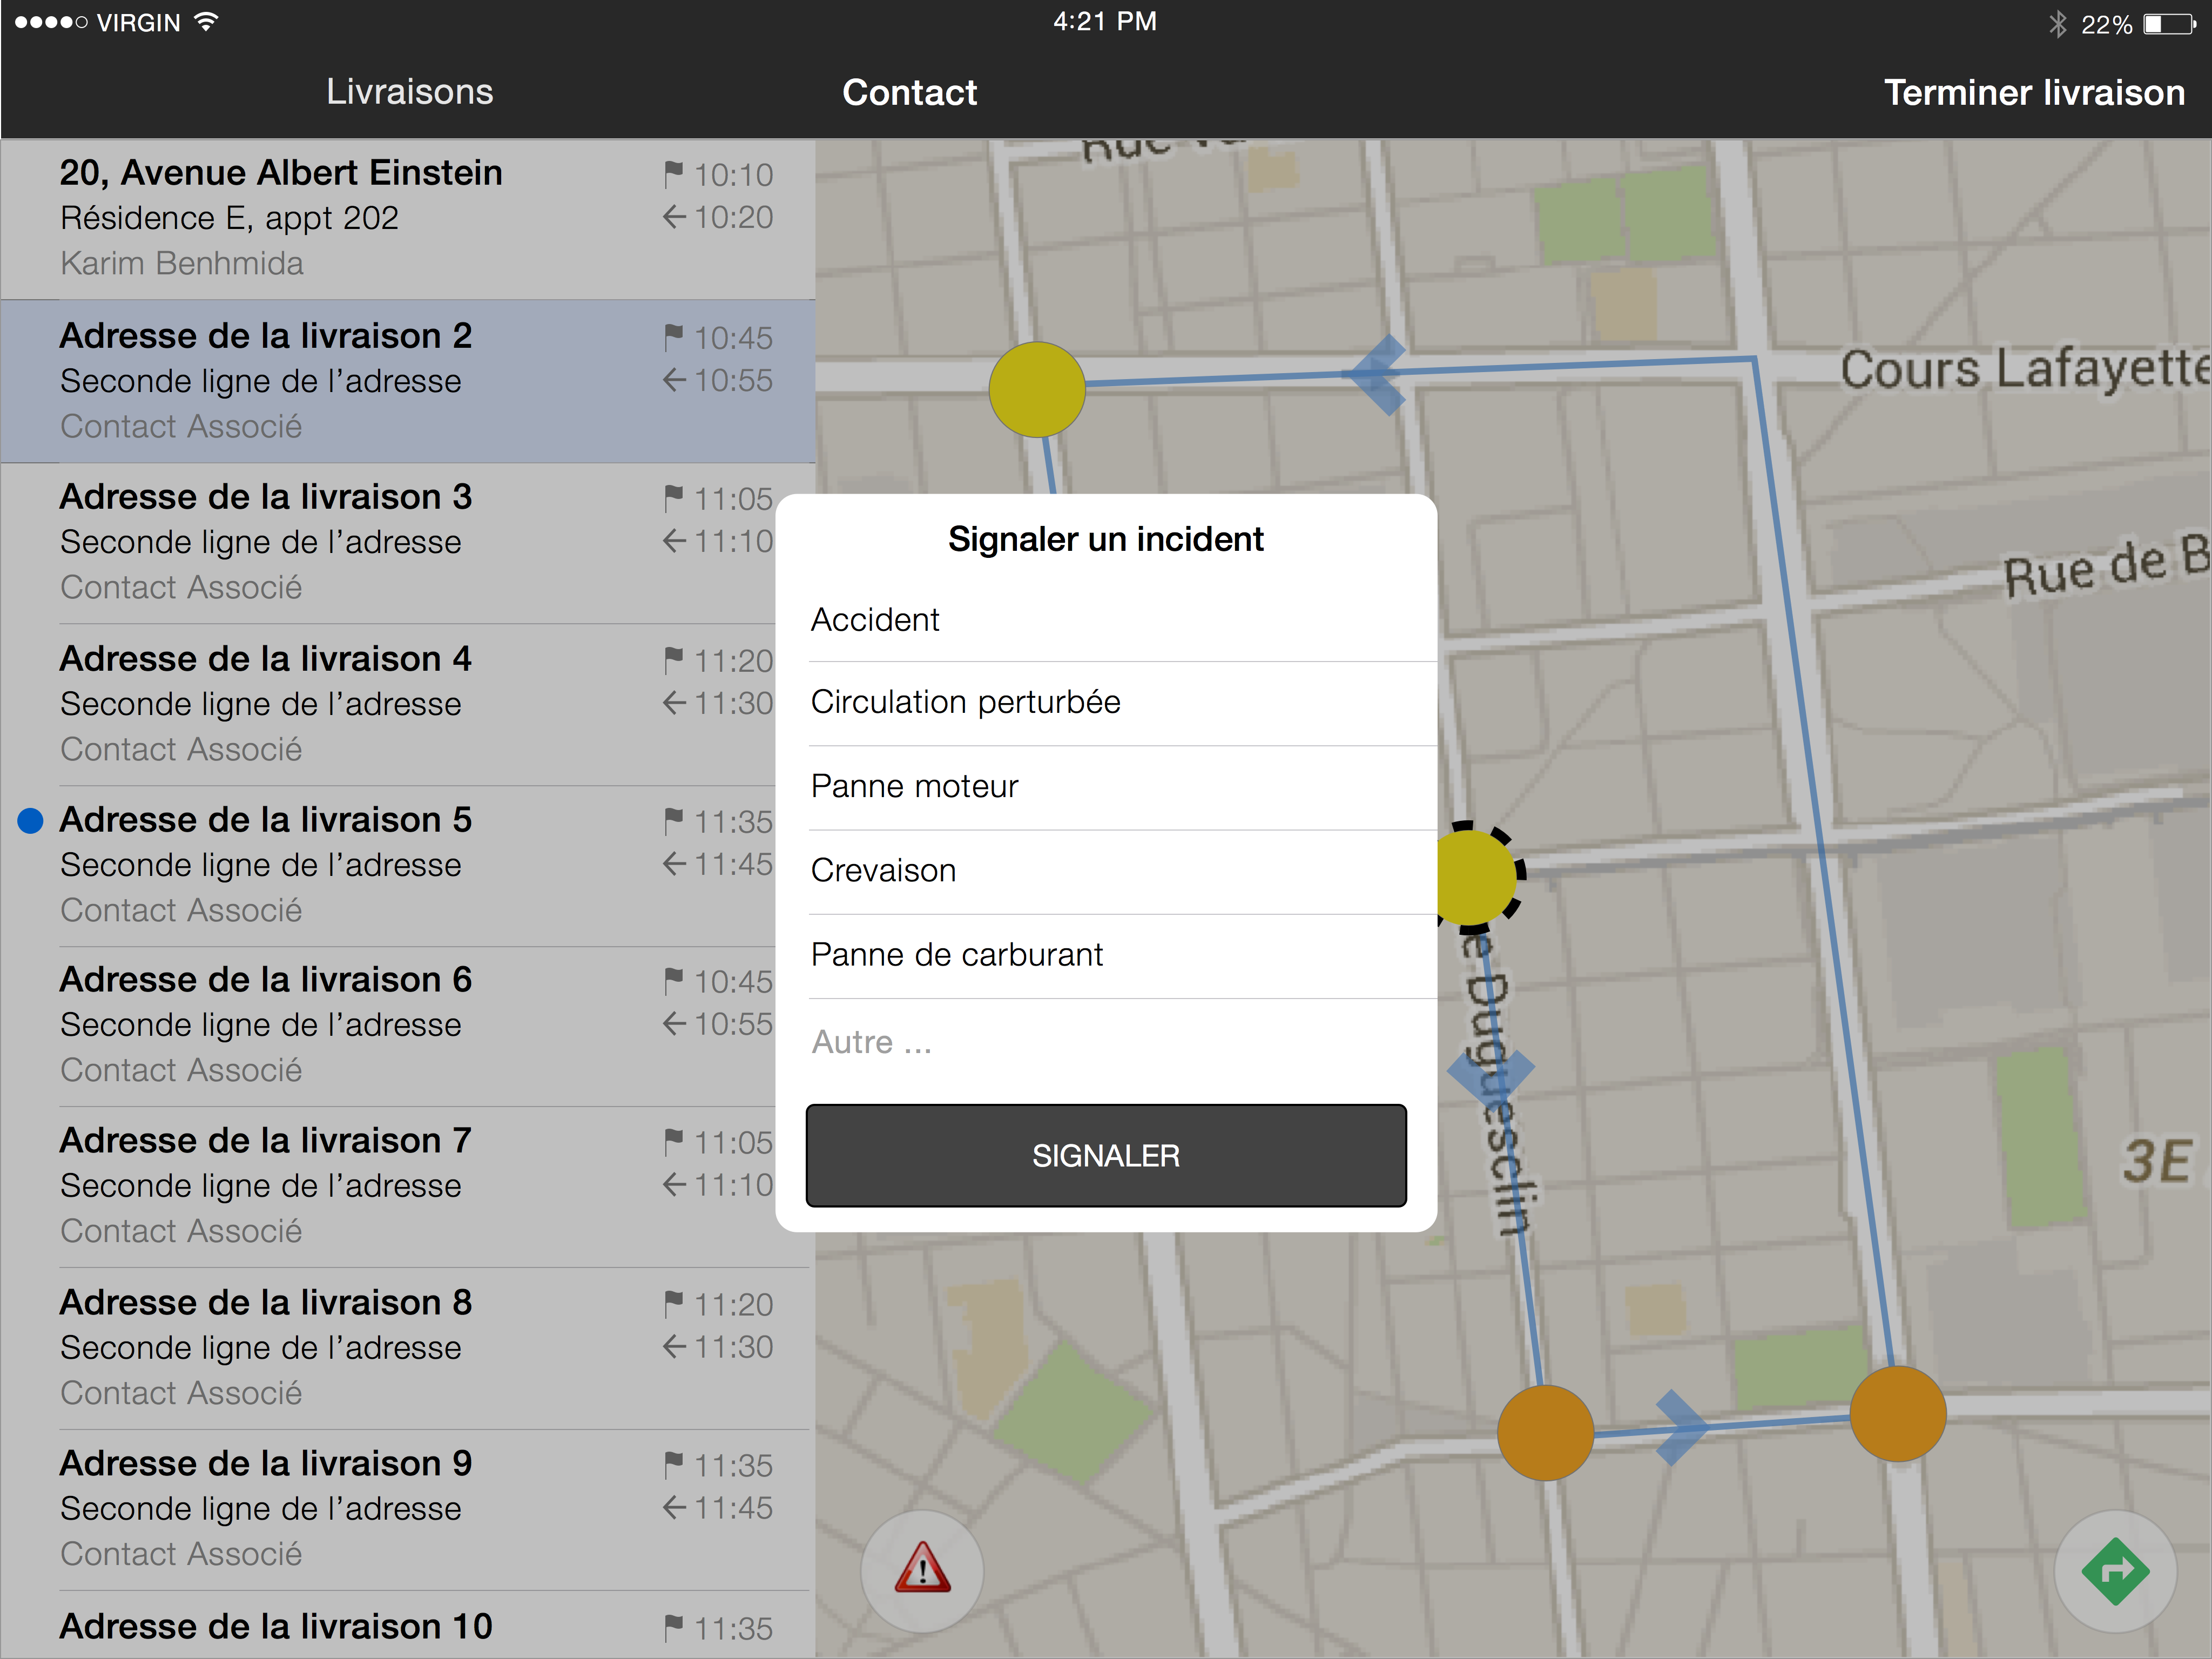 VIRGIN
4:21 PM
22%
Livraisons
Contact
Terminer livraison
20, Avenue Albert Einstein
10:10
Résidence E, appt 202
10:20
Karim Benhmida
Adresse de la livraison 2
10:45
Seconde ligne de l’adresse
10:55
Contact Associé
Adresse de la livraison 3
11:05
Seconde ligne de l’adresse
11:10
Contact Associé
Adresse de la livraison 4
11:20
Seconde ligne de l’adresse
11:30
Contact Associé
Adresse de la livraison 5
11:35
Seconde ligne de l’adresse
11:45
Contact Associé
Adresse de la livraison 6
10:45
Seconde ligne de l’adresse
10:55
Contact Associé
Adresse de la livraison 7
11:05
Seconde ligne de l’adresse
11:10
Contact Associé
Adresse de la livraison 8
11:20
Seconde ligne de l’adresse
11:30
Contact Associé
Adresse de la livraison 9
11:35
Seconde ligne de l’adresse
11:45
Contact Associé
Adresse de la livraison 10
11:35
Rue
Cours Lafayette
Rue de B
Signaler un incident
Accident
Circulation perturbée
Panne moteur
Crevaison
Panne de carburant
Autre ...
SIGNALER
e Duguesclin
3E